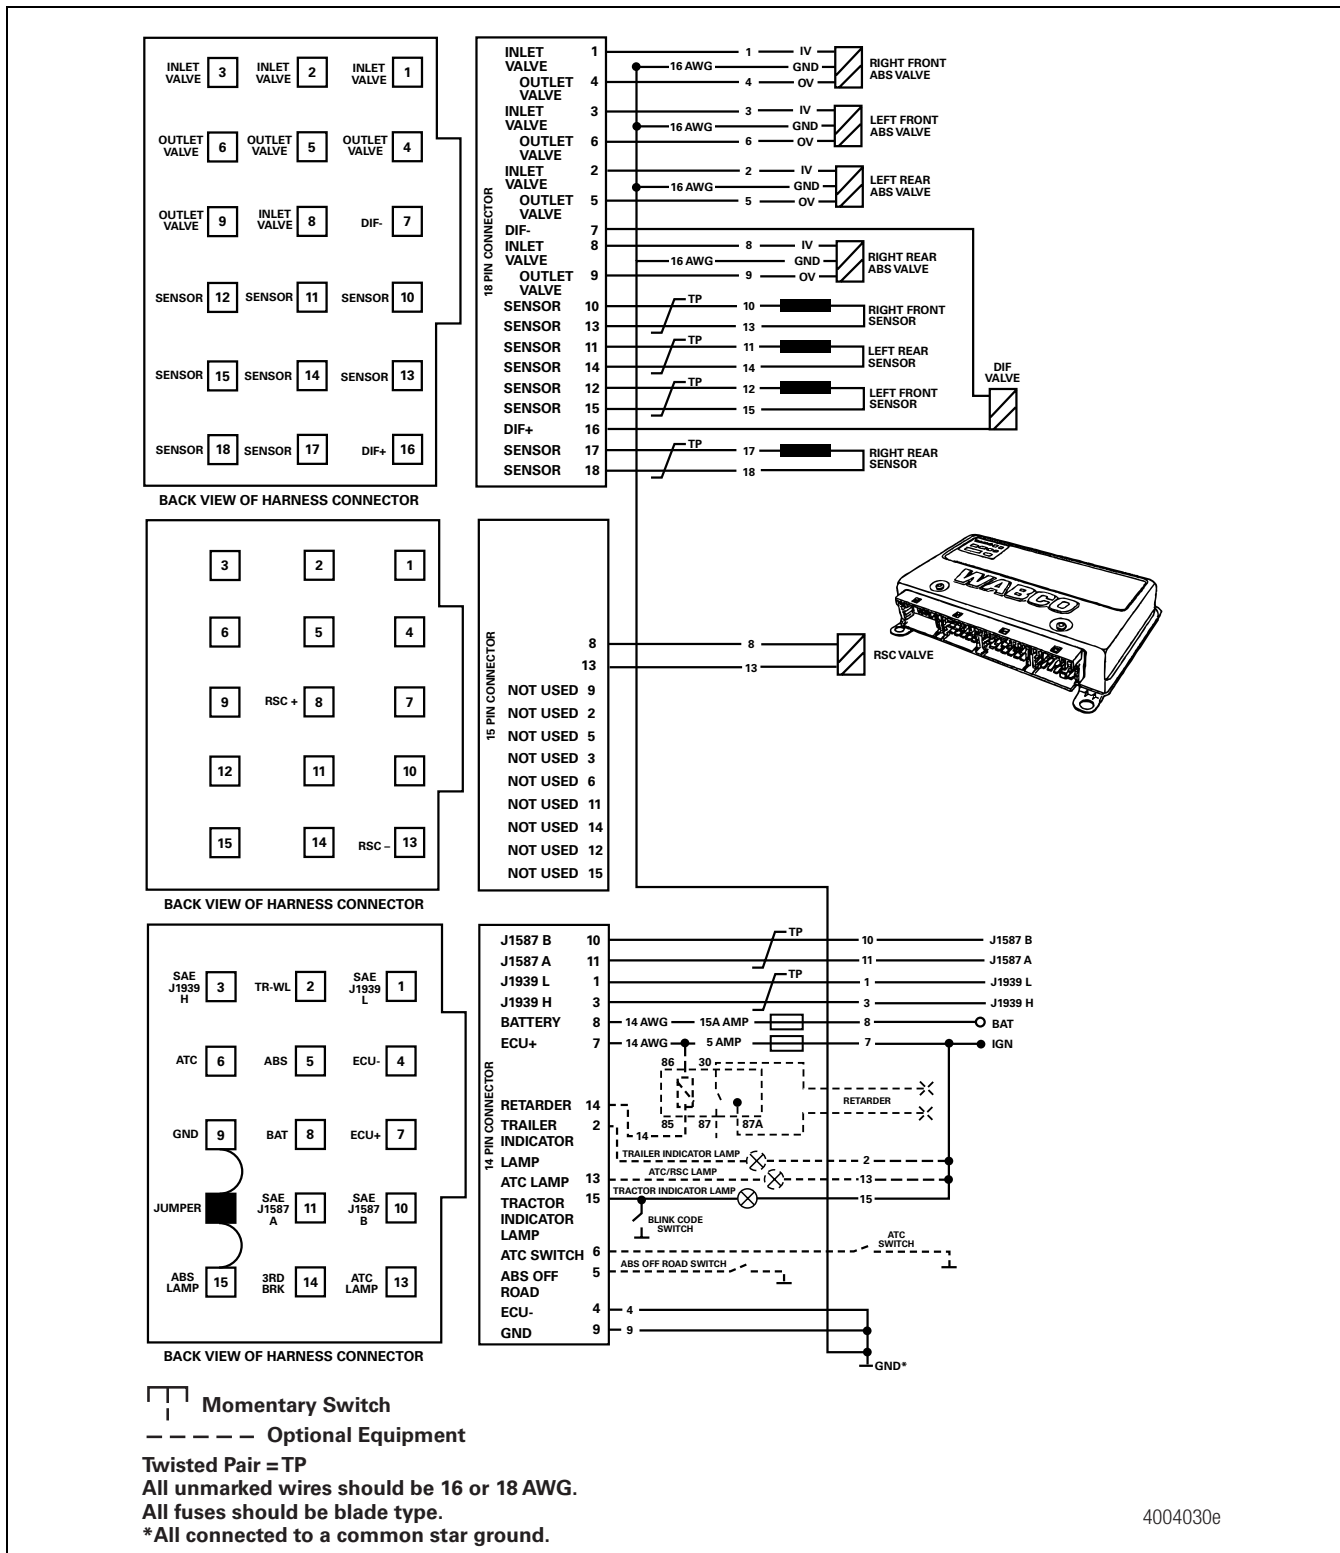 INLET VALVE 3 INLET VALVE 2 INLET VALVE 1
OUTLET VALVE 6 OUTLET VALVE 5 OUTLET VALVE 4
OUTLET VALVE 9 INLET VALVE 8 DIF- 7
SENSOR 12 SENSOR 11 SENSOR 10
SENSOR 15 SENSOR 14 SENSOR 13
SENSOR 18 SENSOR 17 DIF+ 16
BACK VIEW OF HARNESS CONNECTOR
18 PIN CONNECTOR
INLET VALVE 1 1 IV
16 AWG GND
OUTLET VALVE 4 4 OV
RIGHT FRONT ABS VALVE
INLET VALVE 3 3 IV
16 AWG GND
OUTLET VALVE 6 6 OV
LEFT FRONT ABS VALVE
INLET VALVE 2 2 IV
16 AWG GND
OUTLET VALVE 5 5 OV
LEFT REAR ABS VALVE
DIF- 7
INLET VALVE 8 8 IV
16 AWG GND
OUTLET VALVE 9 9 OV
RIGHT REAR ABS VALVE
SENSOR 10 TP 10
SENSOR 13 13
RIGHT FRONT SENSOR
SENSOR 11 TP 11
SENSOR 14 14
LEFT REAR SENSOR
SENSOR 12 TP 12
SENSOR 15 15
LEFT FRONT SENSOR
DIF VALVE
DIF+ 16
SENSOR 17 TP 17
SENSOR 18 18
RIGHT REAR SENSOR
3 2 1
6 5 4
9 RSC + 8 7
12 11 10
15 14 RSC – 13
BACK VIEW OF HARNESS CONNECTOR
15 PIN CONNECTOR
8 8
13 13
RSC VALVE
WABCO
NOT USED 9
NOT USED 2
NOT USED 5
NOT USED 3
NOT USED 6
NOT USED 11
NOT USED 14
NOT USED 12
NOT USED 15
SAE J1939 H 3 TR-WL 2 SAE J1939 L 1
ATC 6 ABS 5 ECU- 4
GND 9 BAT 8 ECU+ 7
JUMPER SAE J1587 A 11 SAE J1587 B 10
ABS LAMP 15 3RD BRK 14 ATC LAMP 13
BACK VIEW OF HARNESS CONNECTOR
14 PIN CONNECTOR
J1587 B 10 TP 10 J1587 B
J1587 A 11 11 J1587 A
J1939 L 1 TP 1 J1939 L
J1939 H 3 3 J1939 H
BATTERY 8 14 AWG 15A AMP 8 BAT
ECU+ 7 14 AWG 5 AMP 7 IGN
86 30
RETARDER
RETARDER 14
85 87 87A
14
TRAILER INDICATOR LAMP 2 TRAILER INDICATOR LAMP 2
ATC LAMP 13 ATC/RSC LAMP 13
TRACTOR INDICATOR LAMP 15 TRACTOR INDICATOR LAMP 15
BLINK CODE SWITCH
ATC SWITCH 6 ATC SWITCH
ABS OFF ROAD 5 ABS OFF ROAD SWITCH
ECU- 4 4
GND 9 9
GND*
Momentary Switch
Optional Equipment
Twisted Pair = TP
All unmarked wires should be 16 or 18 AWG.
All fuses should be blade type.
*All connected to a common star ground.
4004030e